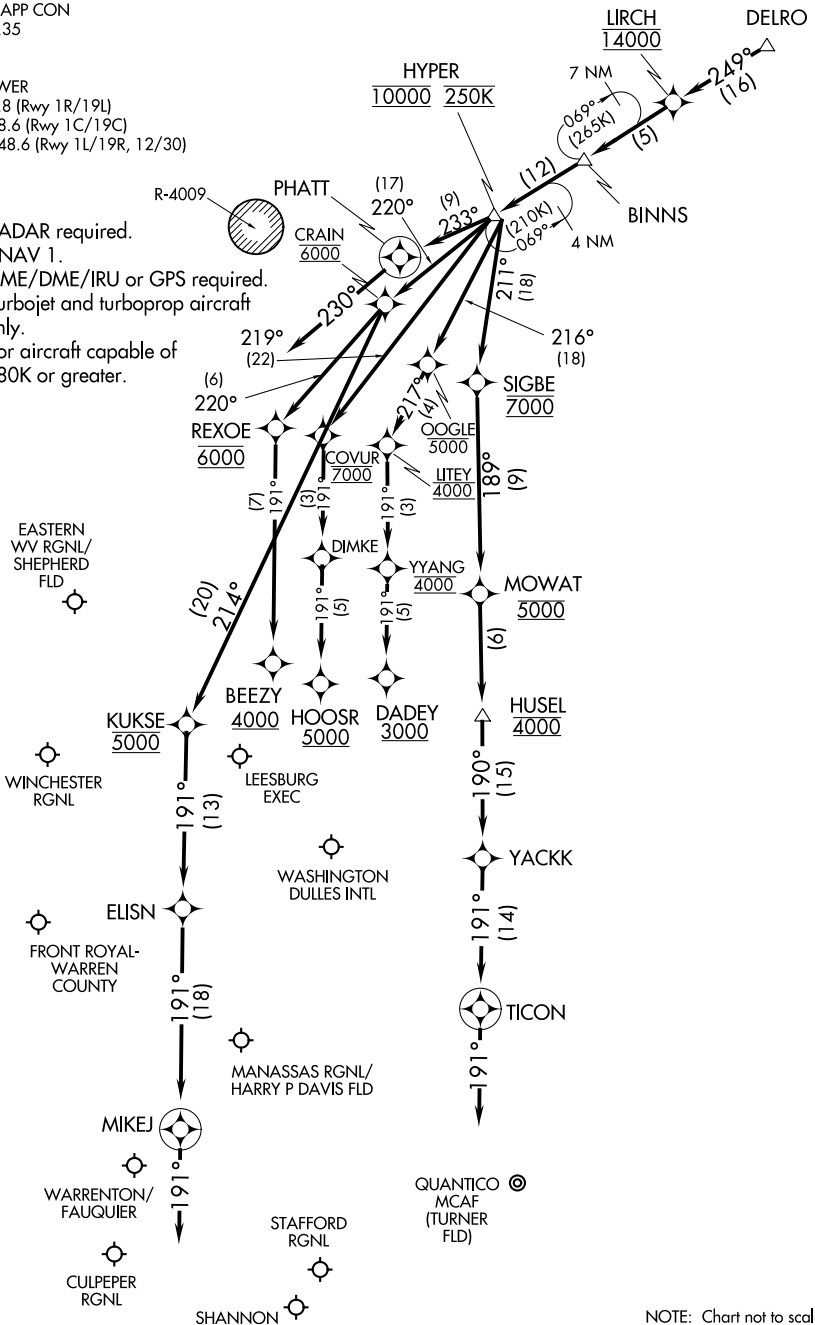 APP CON
.35
WER
.8 (Rwy 1R/19L)
8.6 (Rwy 1C/19C)
48.6 (Rwy 1L/19R, 12/30)
ADAR required.
NAV 1.
ME/DME/IRU or GPS required.
urbojet and turboprop aircraft
nly.
or aircraft capable of
80K or greater.
DELRO
249°
(16)
LIRCH
14000
7 NM
069°
(265K)
(5)
BINNS
(12)
HYPER
10000 250K
(210K)
069°
4 NM
R-4009
PHATT
(9)
233°
230°
(17)
220°
CRAIN
6000
219°
(22)
211°
(18)
216°
(18)
(6)
220°
REXOE
6000
COVUR
7000
OOGLE
5000
217°
(4)
LITEY
4000
SIGBE
7000
189°
(9)
(7)
191°
(3)
191°
DIMKE
191°
(3)
YYANG
4000
191°
(5)
191°
(5)
MOWAT
5000
(6)
EASTERN
WV RGNL/
SHEPHERD
FLD
(20)
214°
BEEZY
4000
HOOSR
5000
DADEY
3000
HUSEL
4000
KUKSE
5000
WINCHESTER
RGNL
LEESBURG
EXEC
191°
(13)
190°
(15)
WASHINGTON
DULLES INTL
YACKK
ELISN
FRONT ROYAL-
WARREN
COUNTY
191°
(14)
191°
(18)
TICON
191°
MANASSAS RGNL/
HARRY P DAVIS FLD
MIKEJ
191°
WARRENTON/
FAUQUIER
QUANTICO
MCAF
(TURNER
FLD)
STAFFORD
RGNL
CULPEPER
RGNL
SHANNON
NOTE: Chart not to scal